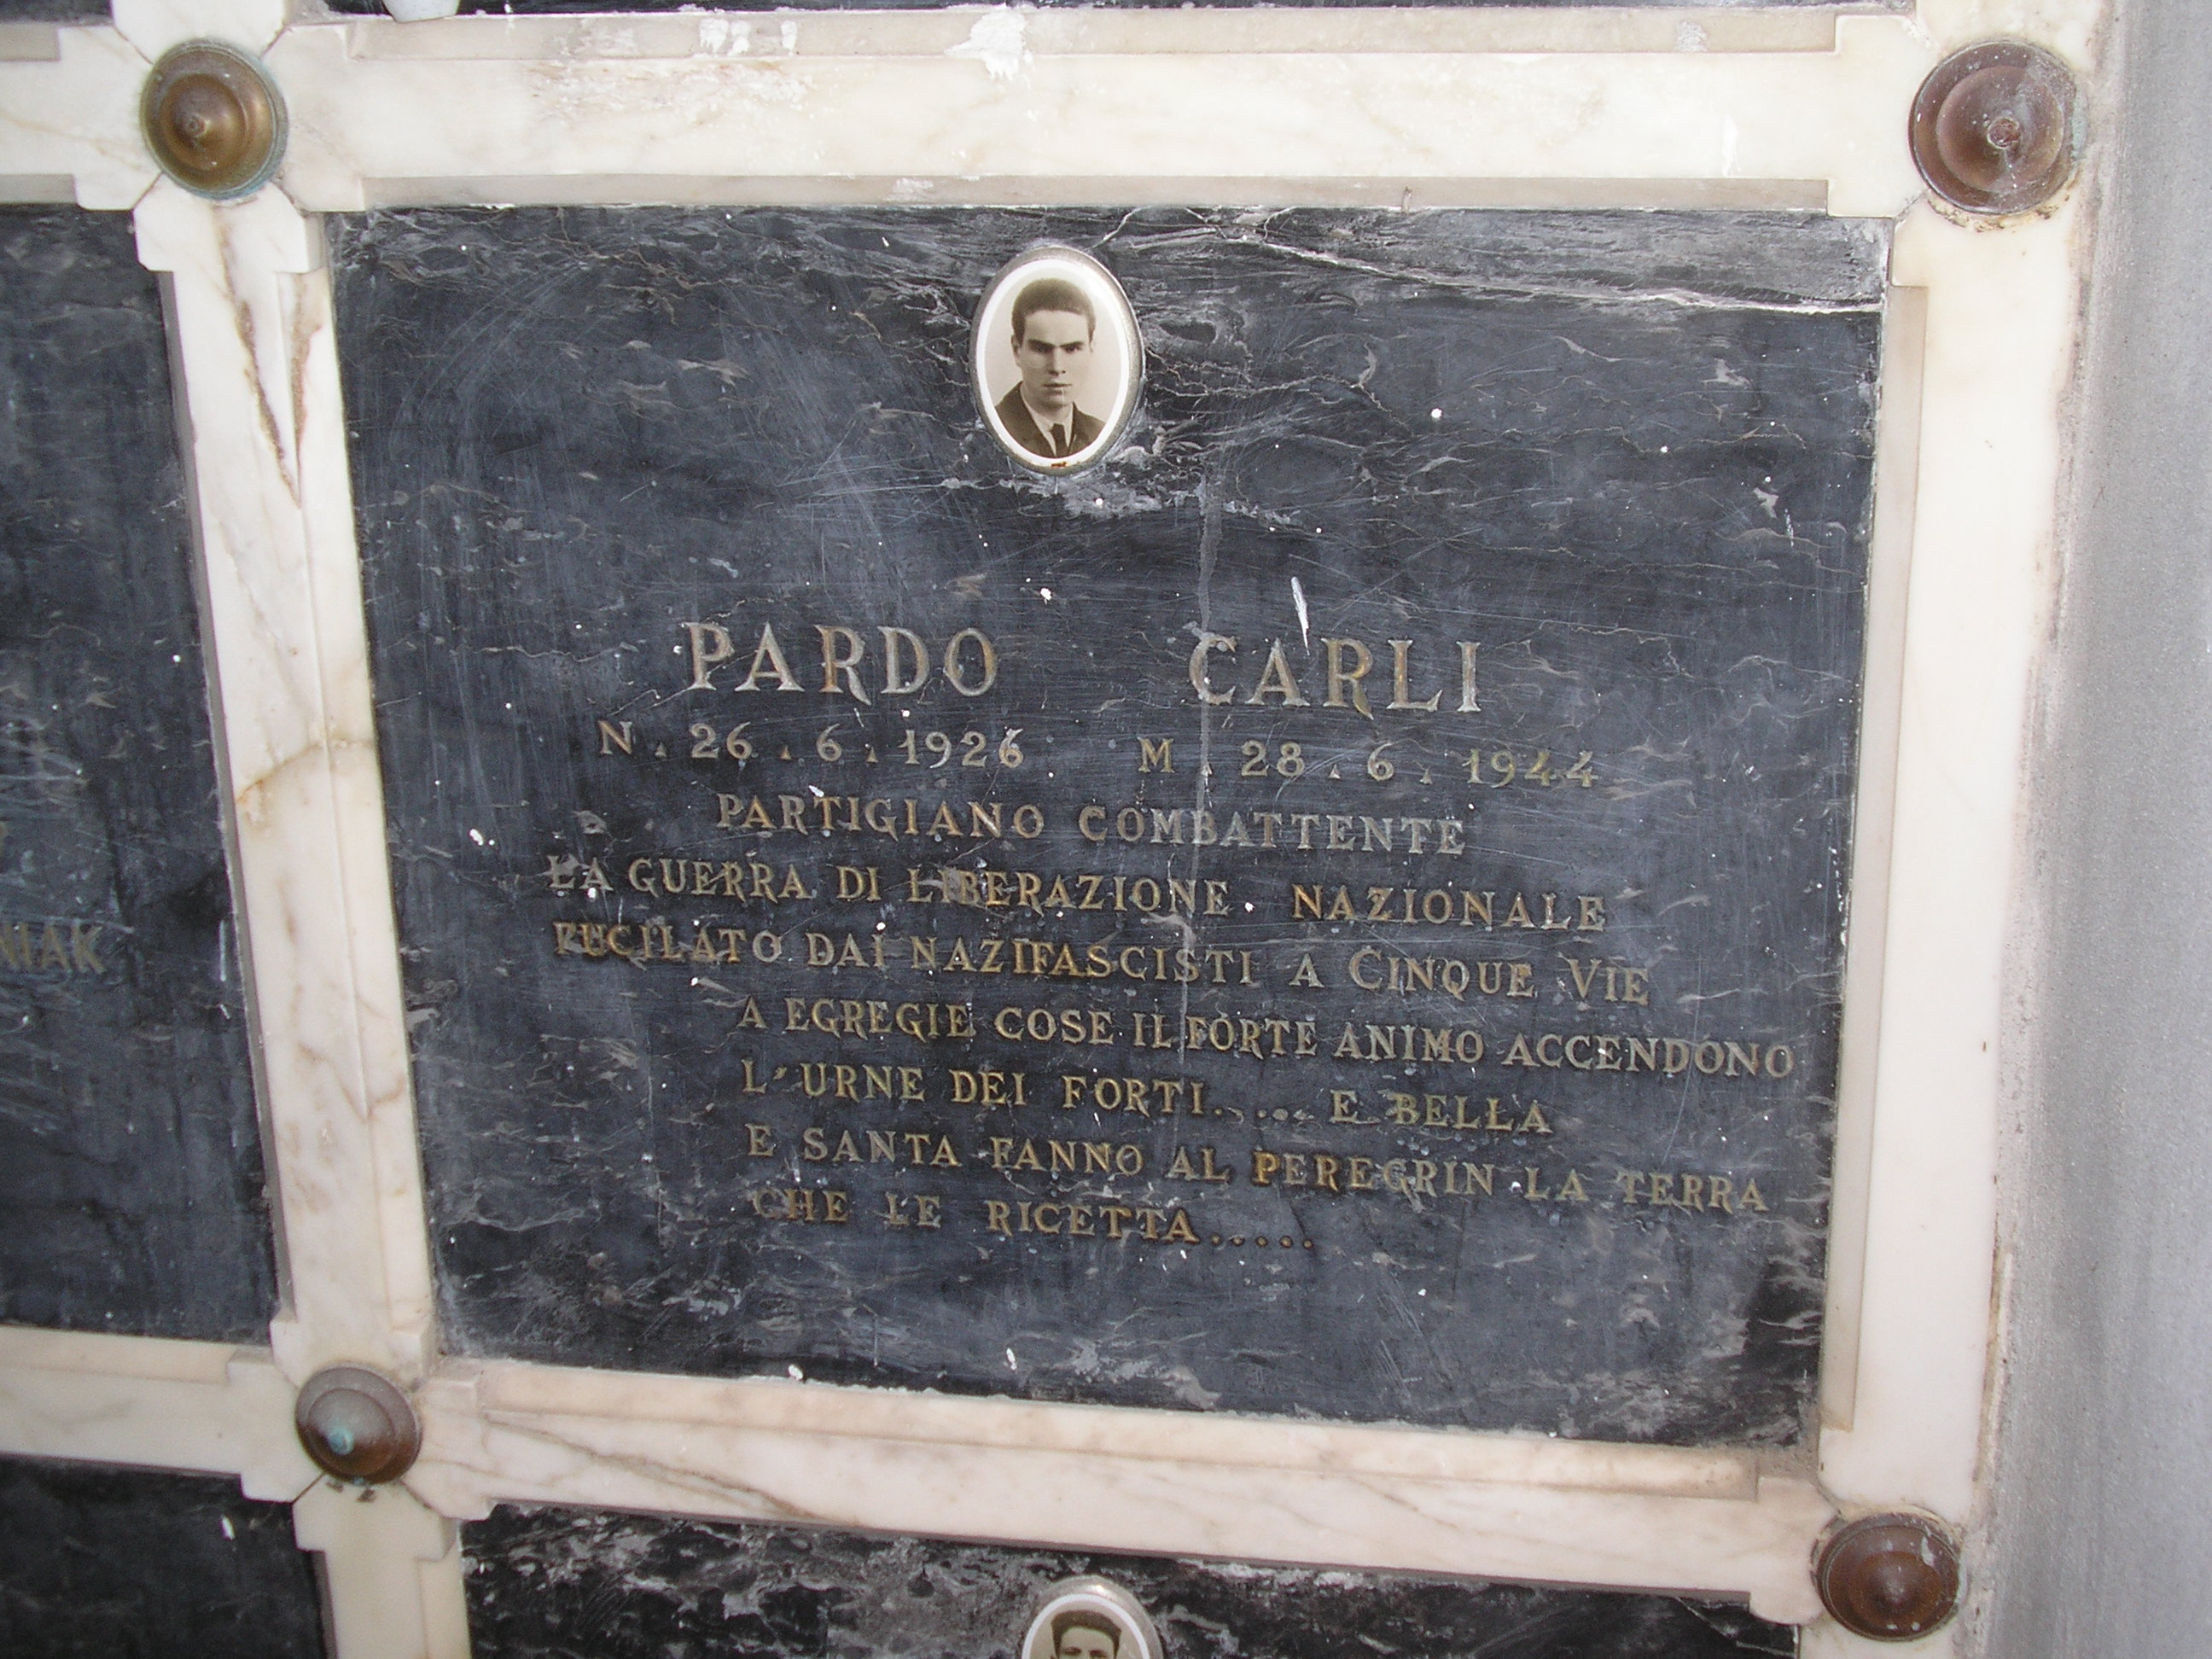 PARDO CARLI
N. 26.6.1926 M. 28.6.1944
PARTIGIANO COMBATTENTE
LA GUERRA DI LIBERAZIONE NAZIONALE
FUCILATO DAI NAZIFASCISTI A CINQUE VIE
A EGREGIE COSE IL FORTE ANIMO ACCENDONO
L'URNE DEI FORTI..... E BELLA
E SANTA FANNO AL PEREGRIN LA TERRA
CHE LE RICETTA.....